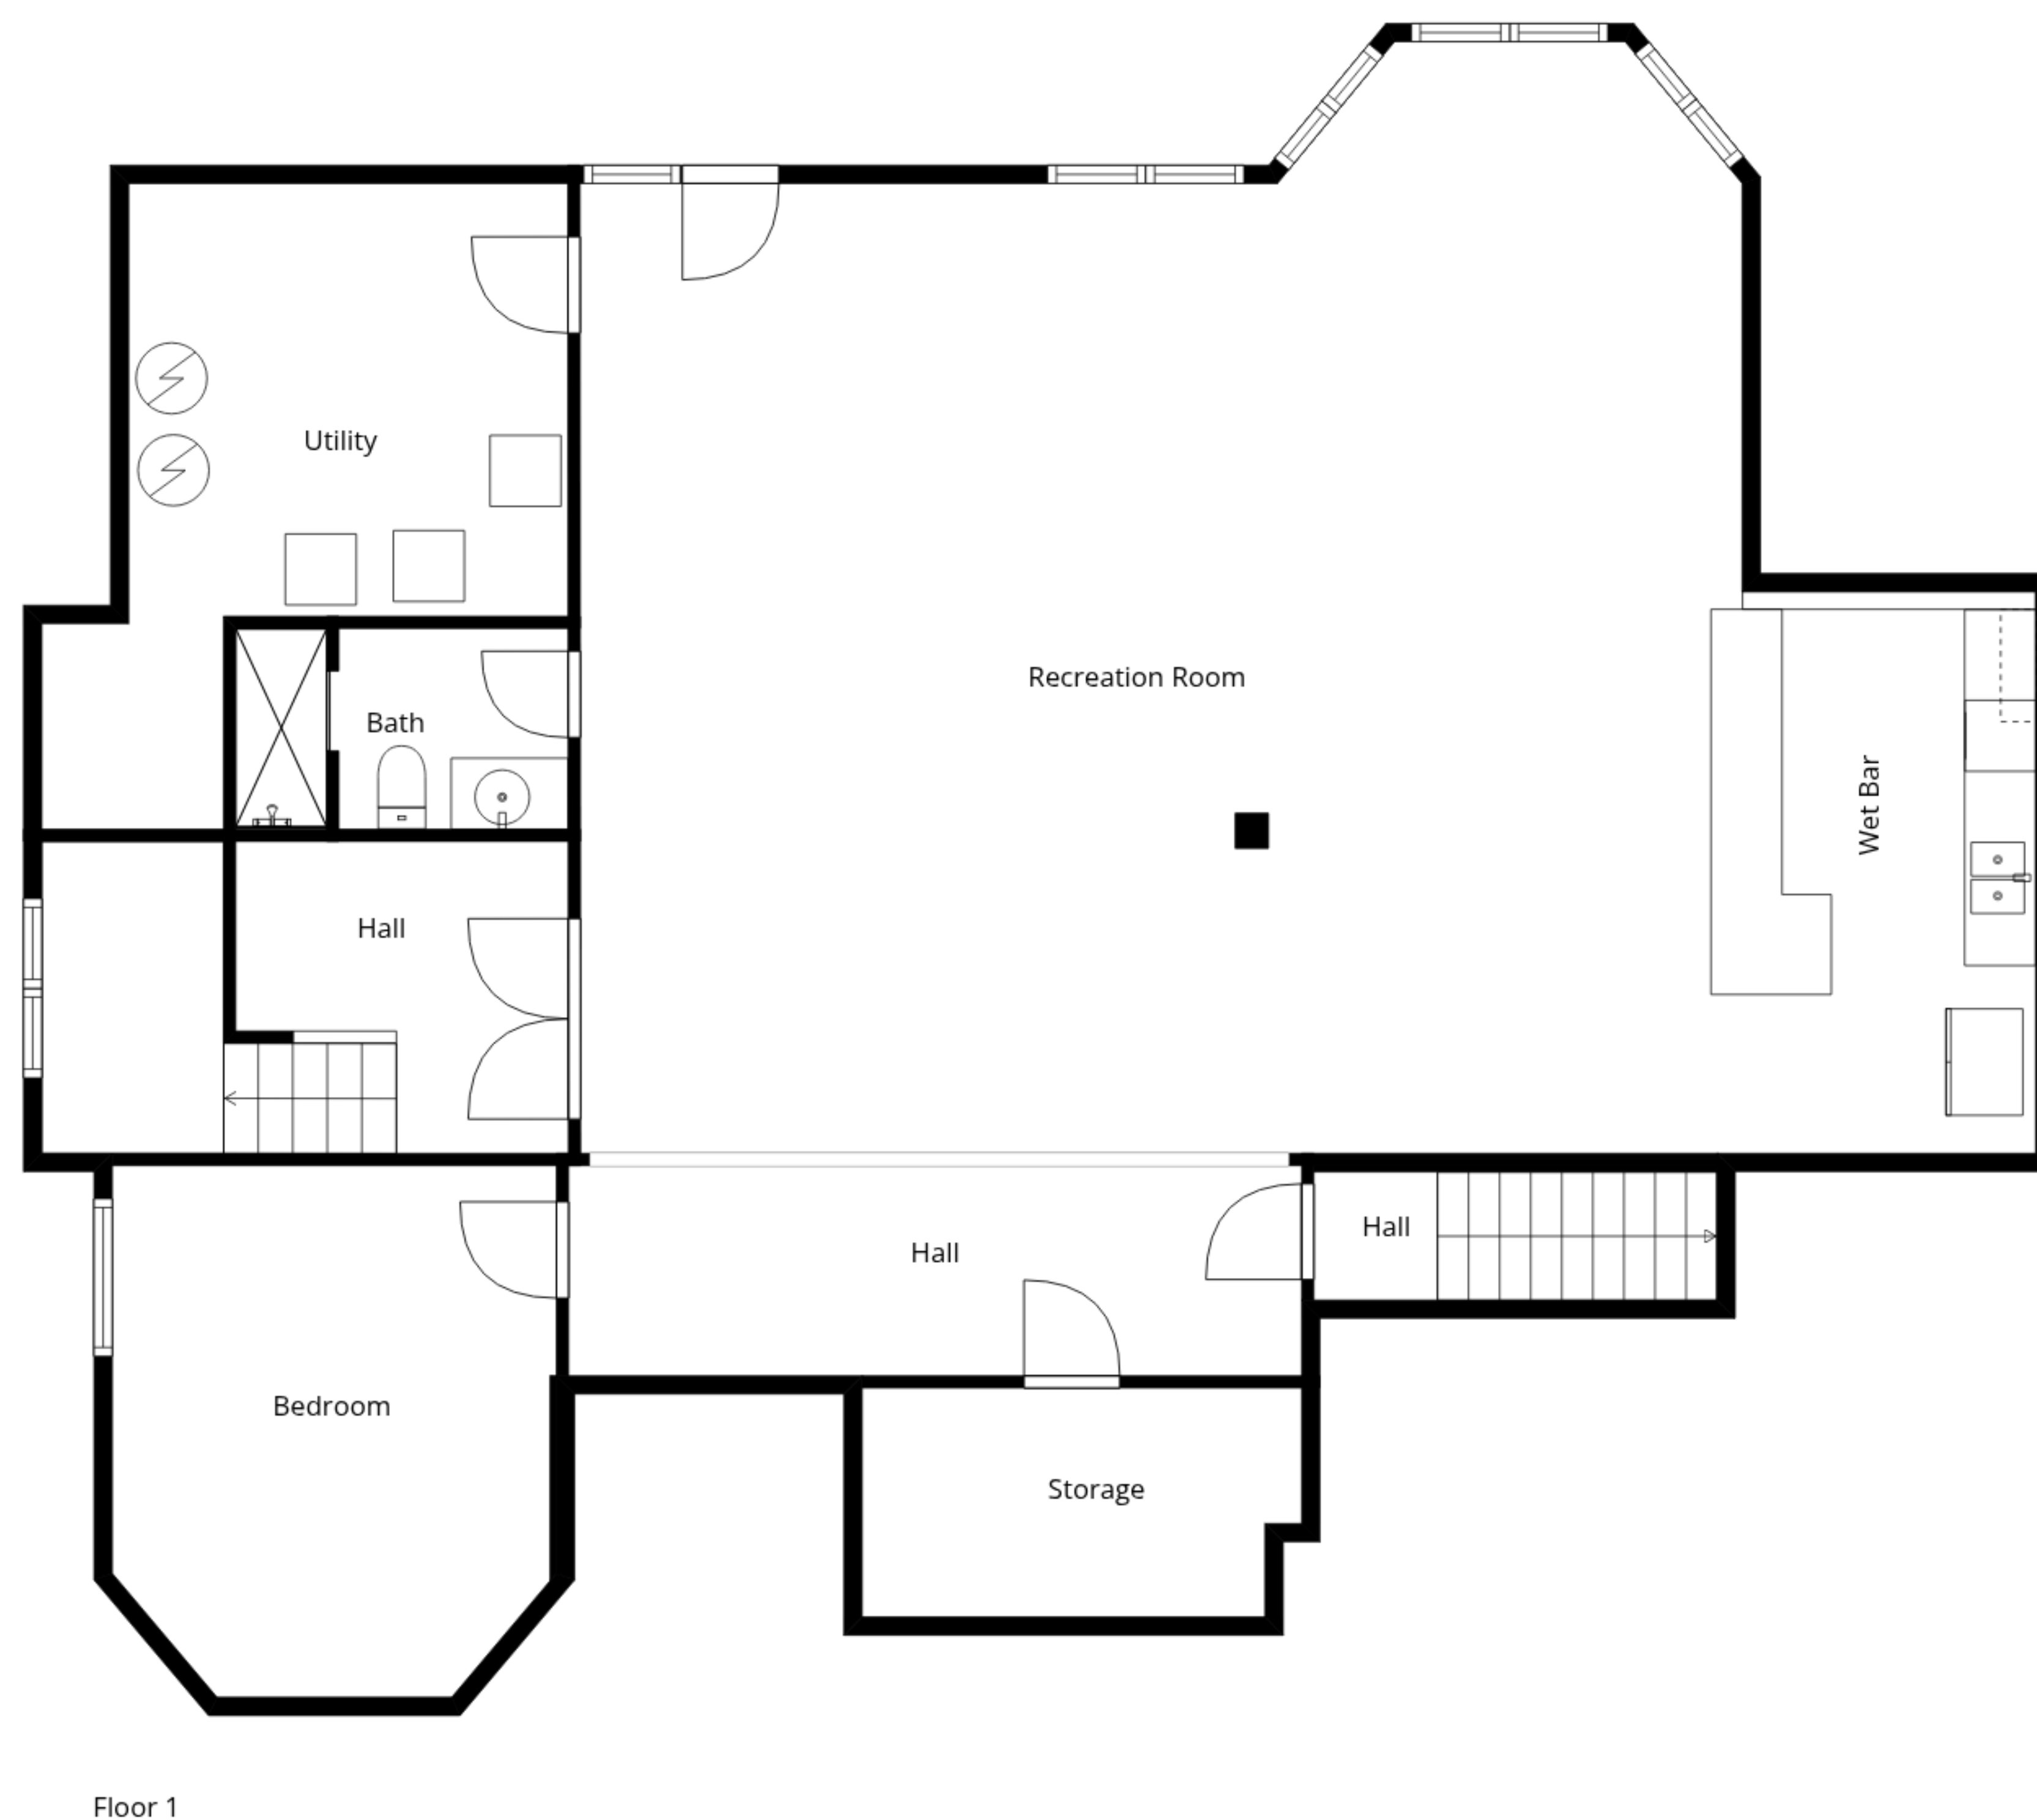 Utility
Recreation Room
Bath
Wet Bar
Hall
Hall
Hall
Bedroom
Storage
Floor 1